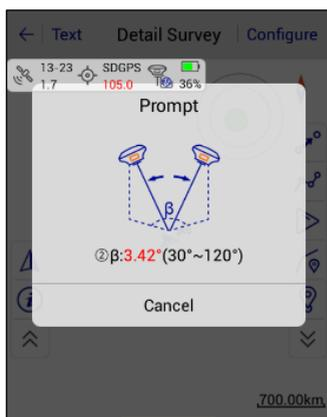 ← Text Detail Survey Configure
13-23 SDGPS
1.7 105.0 36%
Prompt
β
②β:3.42°(30°~120°)
Cancel
700.00km